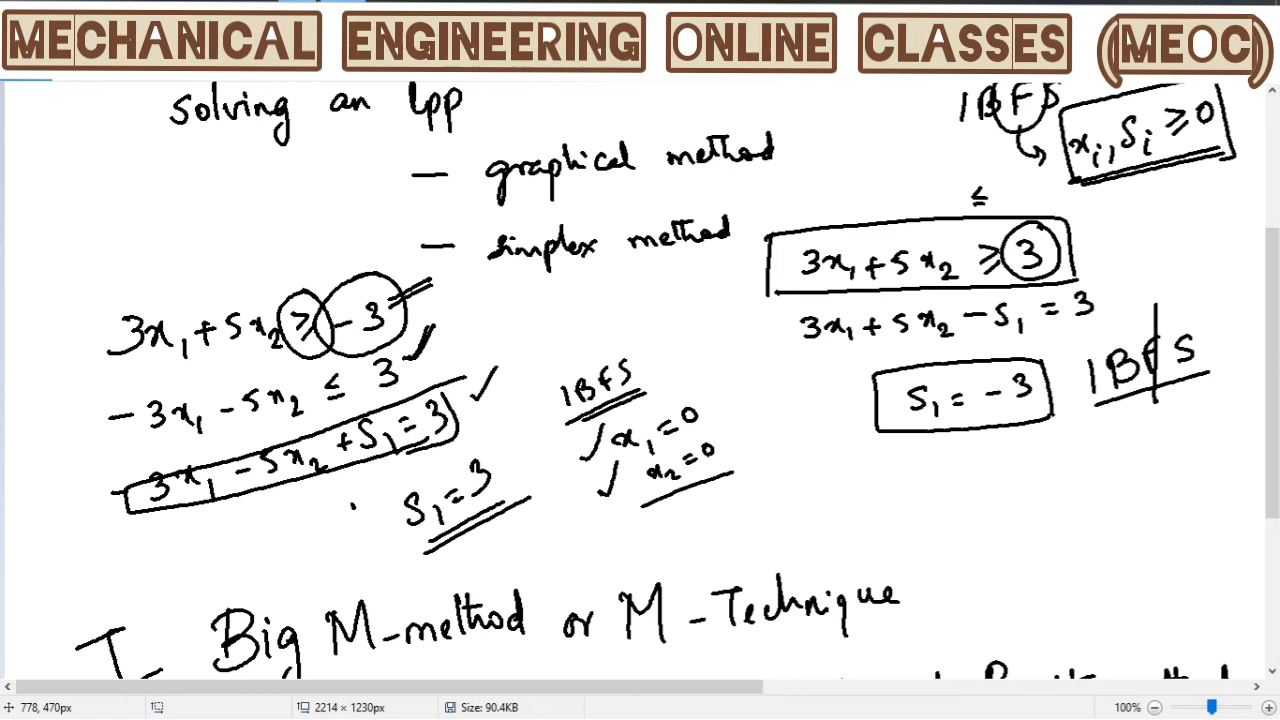 MECHANICAL ENGINEERING ONLINE CLASSES (MEOC)
solving an lpp
IBFS
xi, Si ≥ 0
— graphical method
≤
— simplex method
3x1 + 5x2 ≥ 3
3x1 + 5x2 ≥ -3
3x1 + 5x2 - S1 = 3
- 3x1 - 5x2 ≤ 3 ✓
S1 = -3
IBFS
- 3x1 - 5x2 + S1 = 3 ✓
S1 = 3
IBFS
✓ x1 = 0
✓ x2 = 0
I Big M-method or M-Technique
778, 470px
2214 × 1230px
Size: 90.4KB
100%